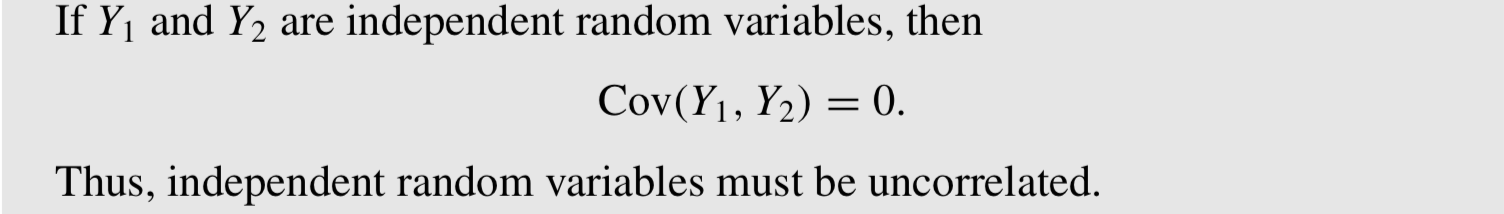 If Y₁ and Y₂ are independent random variables, then
Cov(Y₁, Y₂) = 0.
Thus, independent random variables must be uncorrelated.